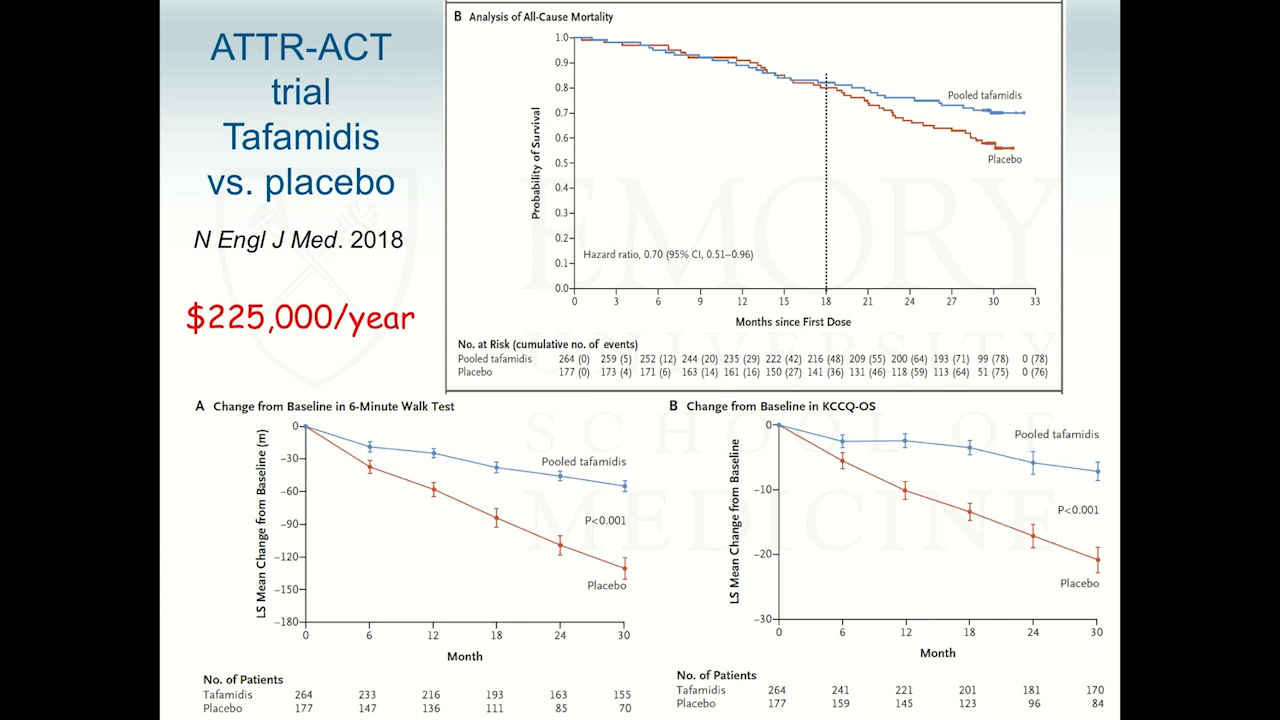 ATTR-ACT
trial
Tafamidis
vs. placebo
N Engl J Med. 2018
$225,000/year
B Analysis of All-Cause Mortality
Probability of Survival
1.0
0.9
0.8
0.7
0.6
0.5
0.4
0.3
0.2
0.1
0.0
Pooled tafamidis
Placebo
Hazard ratio, 0.70 (95% CI, 0.51–0.96)
0 3 6 9 12 15 18 21 24 27 30 33
Months since First Dose
No. at Risk (cumulative no. of events)
Pooled tafamidis 264 (0) 259 (5) 252 (12) 244 (20) 235 (29) 222 (42) 216 (48) 209 (55) 200 (64) 193 (71) 99 (78) 0 (78)
Placebo 177 (0) 173 (4) 171 (6) 163 (14) 161 (16) 150 (27) 141 (36) 131 (46) 118 (59) 113 (64) 51 (75) 0 (76)
A Change from Baseline in 6-Minute Walk Test
LS Mean Change from Baseline (m)
0
−30
−60
−90
−120
−150
−180
Pooled tafamidis
P<0.001
Placebo
0 6 12 18 24 30
Month
No. of Patients
Tafamidis 264 233 216 193 163 155
Placebo 177 147 136 111 85 70
B Change from Baseline in KCCQ-OS
LS Mean Change from Baseline
0
−10
−20
−30
Pooled tafamidis
P<0.001
Placebo
0 6 12 18 24 30
Month
No. of Patients
Tafamidis 264 241 221 201 181 170
Placebo 177 159 145 123 96 84
EMORY
UNIVERSITY
SCHOOL OF
MEDICINE